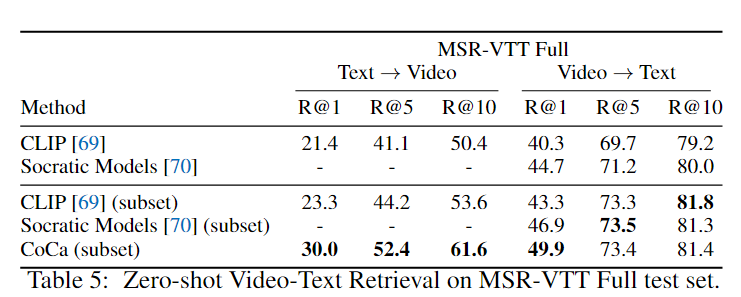 MSR-VTT Full
Text → Video Video → Text
Method R@1 R@5 R@10 R@1 R@5 R@10
CLIP [69] 21.4 41.1 50.4 40.3 69.7 79.2
Socratic Models [70] - - - 44.7 71.2 80.0
CLIP [69] (subset) 23.3 44.2 53.6 43.3 73.3 81.8
Socratic Models [70] (subset) - - - 46.9 73.5 81.3
CoCa (subset) 30.0 52.4 61.6 49.9 73.4 81.4
Table 5: Zero-shot Video-Text Retrieval on MSR-VTT Full test set.